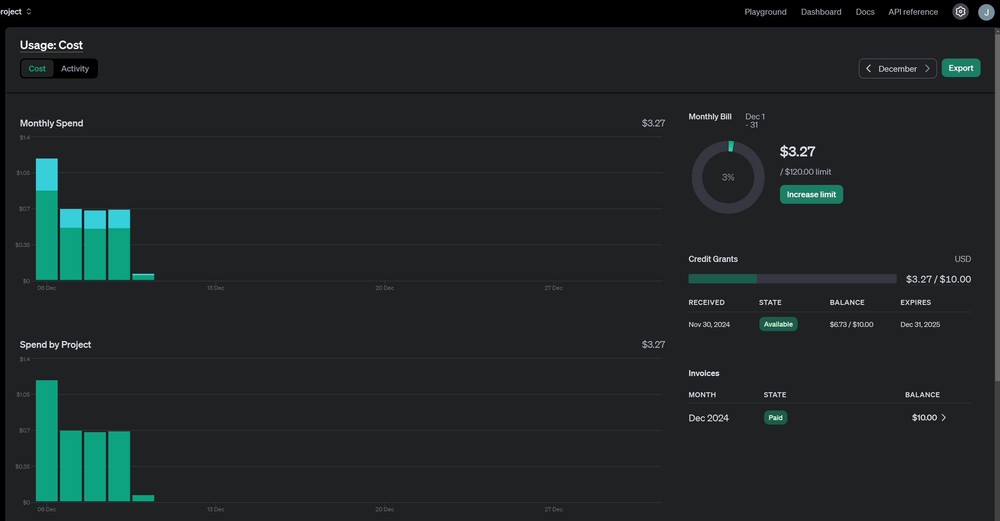 roject
Playground Dashboard Docs API reference J
Usage: Cost
Cost Activity
December Export
Monthly Spend $3.27
$1.4
$1.05
$0.7
$0.35
$0
06 Dec 13 Dec 20 Dec 27 Dec
Spend by Project $3.27
$1.4
$1.05
$0.7
$0.35
$0
06 Dec 13 Dec 20 Dec 27 Dec
Monthly Bill Dec 1
- 31
3%
$3.27
/ $120.00 limit
Increase limit
Credit Grants USD
$3.27 / $10.00
RECEIVED STATE BALANCE EXPIRES
Nov 30, 2024 Available $6.73 / $10.00 Dec 31, 2025
Invoices
MONTH STATE BALANCE
Dec 2024 Paid $10.00